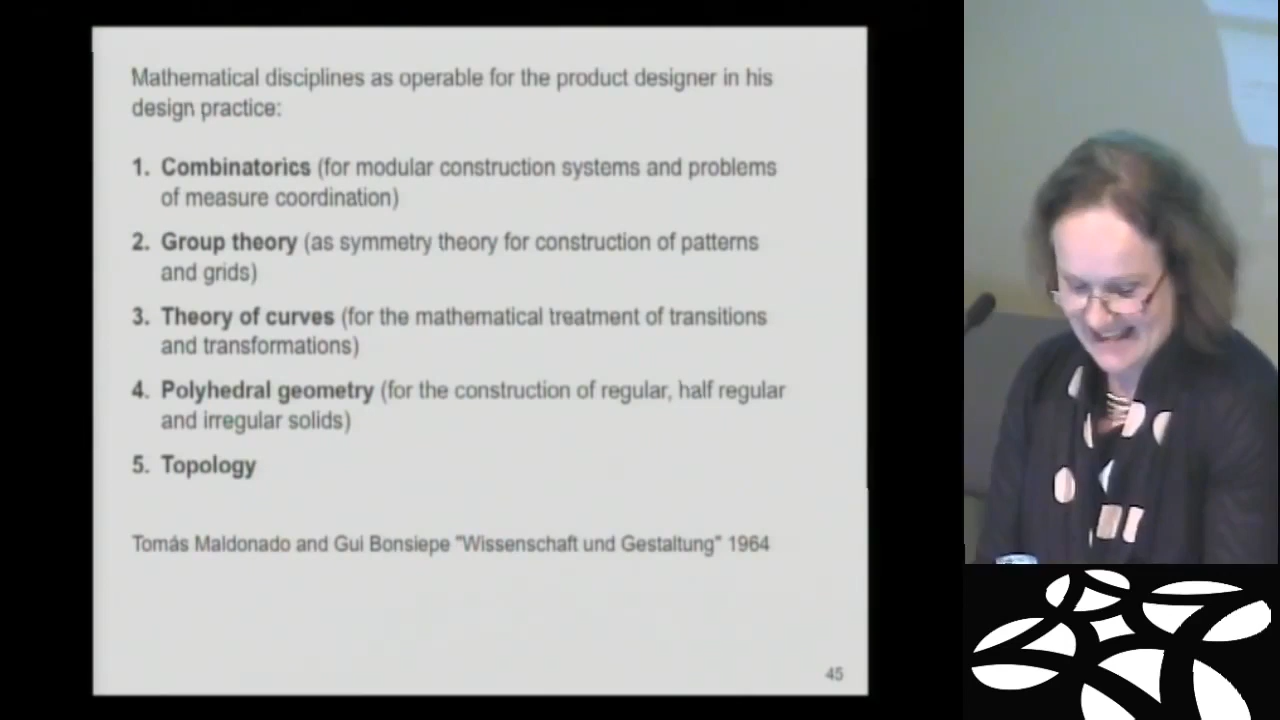 Mathematical disciplines as operable for the product designer in his
design practice:
1. Combinatorics (for modular construction systems and problems
of measure coordination)
2. Group theory (as symmetry theory for construction of patterns
and grids)
3. Theory of curves (for the mathematical treatment of transitions
and transformations)
4. Polyhedral geometry (for the construction of regular, half regular
and irregular solids)
5. Topology
Tomás Maldonado and Gui Bonsiepe "Wissenschaft und Gestaltung" 1964
45